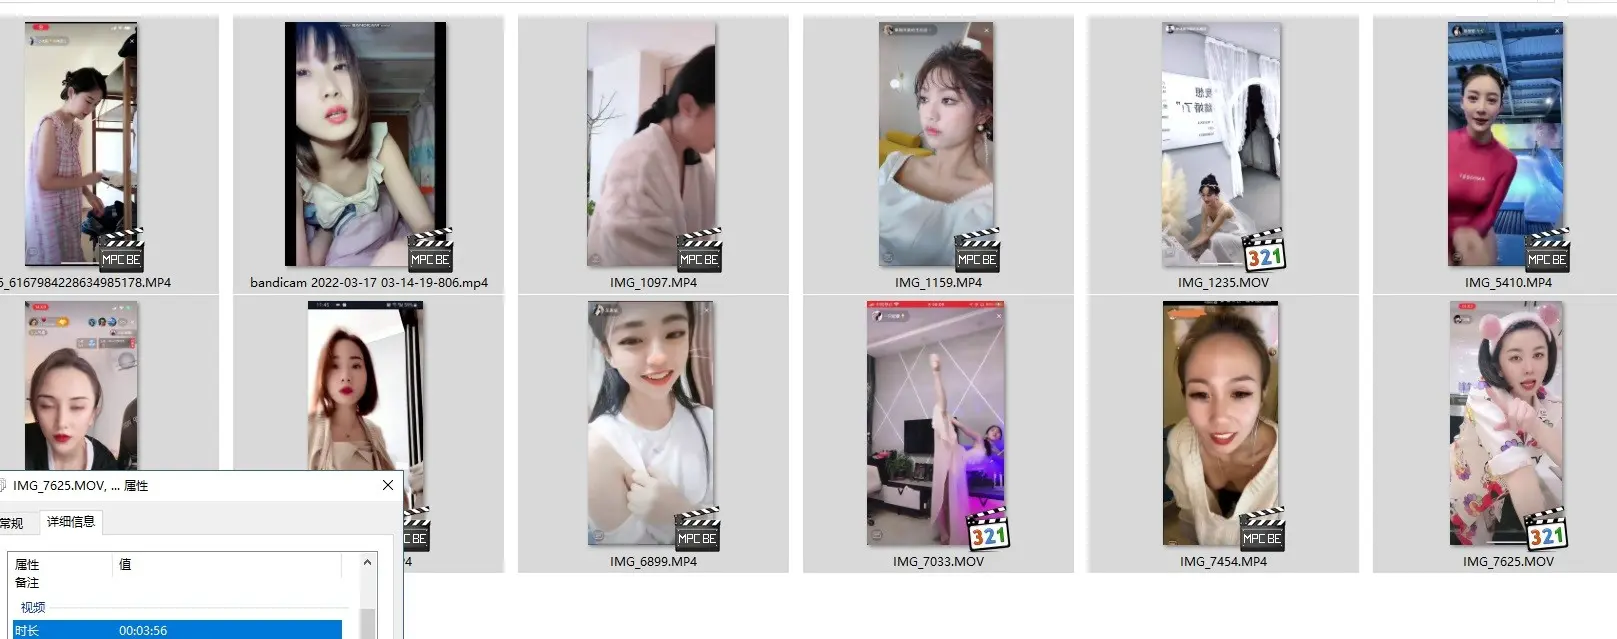 MPC BE
MPC BE
MPC BE
MPC BE
321
MPC BE
5_6167984228634985178.MP4
bandicam 2022-03-17 03-14-19-806.mp4
IMG_1097.MP4
IMG_1159.MP4
IMG_1235.MOV
IMG_5410.MP4
MPC BE
321
MPC BE
321
IMG_6899.MP4
IMG_7033.MOV
IMG_7454.MP4
IMG_7625.MOV
IMG_7625.MOV, ... 属性
常规
详细信息
属性
值
备注
视频
时长
00:03:56